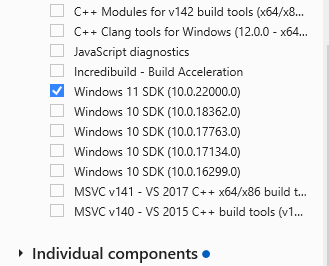 C++ Modules for v142 build tools (x64/x8...
C++ Clang tools for Windows (12.0.0 - x64...
JavaScript diagnostics
Incredibuild - Build Acceleration
Windows 11 SDK (10.0.22000.0)
Windows 10 SDK (10.0.18362.0)
Windows 10 SDK (10.0.17763.0)
Windows 10 SDK (10.0.17134.0)
Windows 10 SDK (10.0.16299.0)
MSVC v141 - VS 2017 C++ x64/x86 build t...
MSVC v140 - VS 2015 C++ build tools (v1...
Individual components